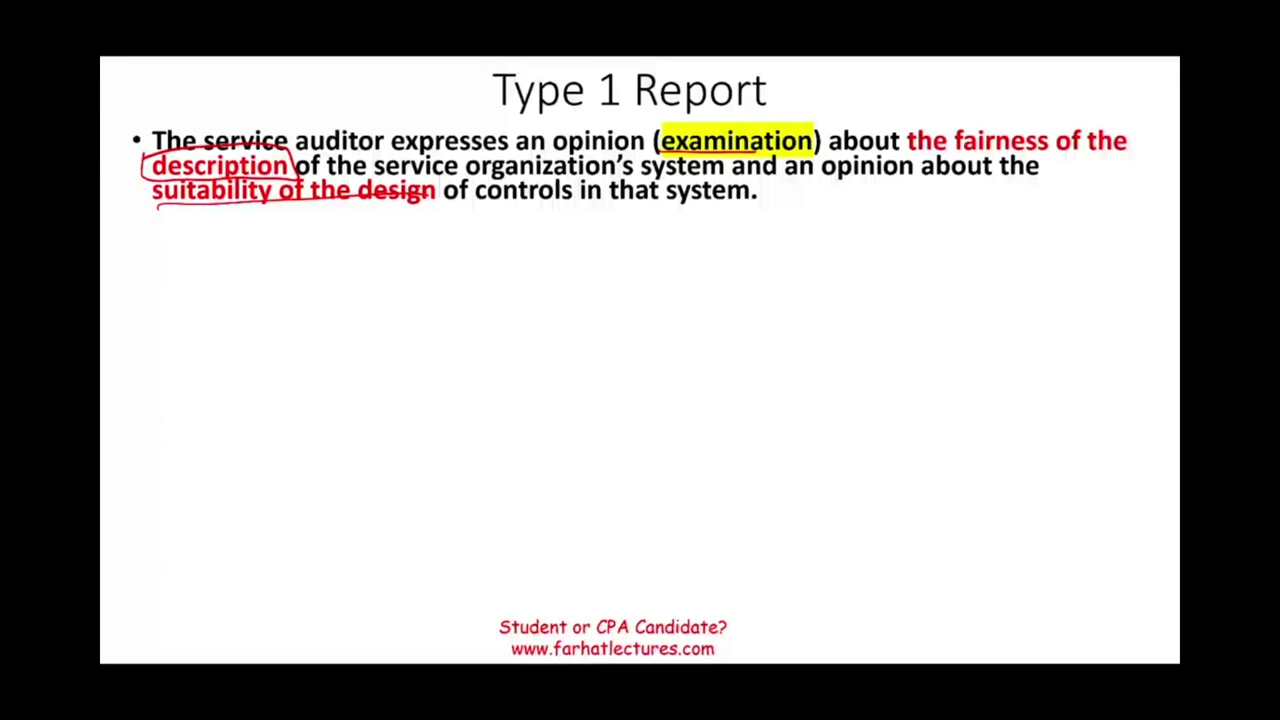 Type 1 Report
• The service auditor expresses an opinion (examination) about the fairness of the
description of the service organization’s system and an opinion about the
suitability of the design of controls in that system.
Student or CPA Candidate?
www.farhatlectures.com